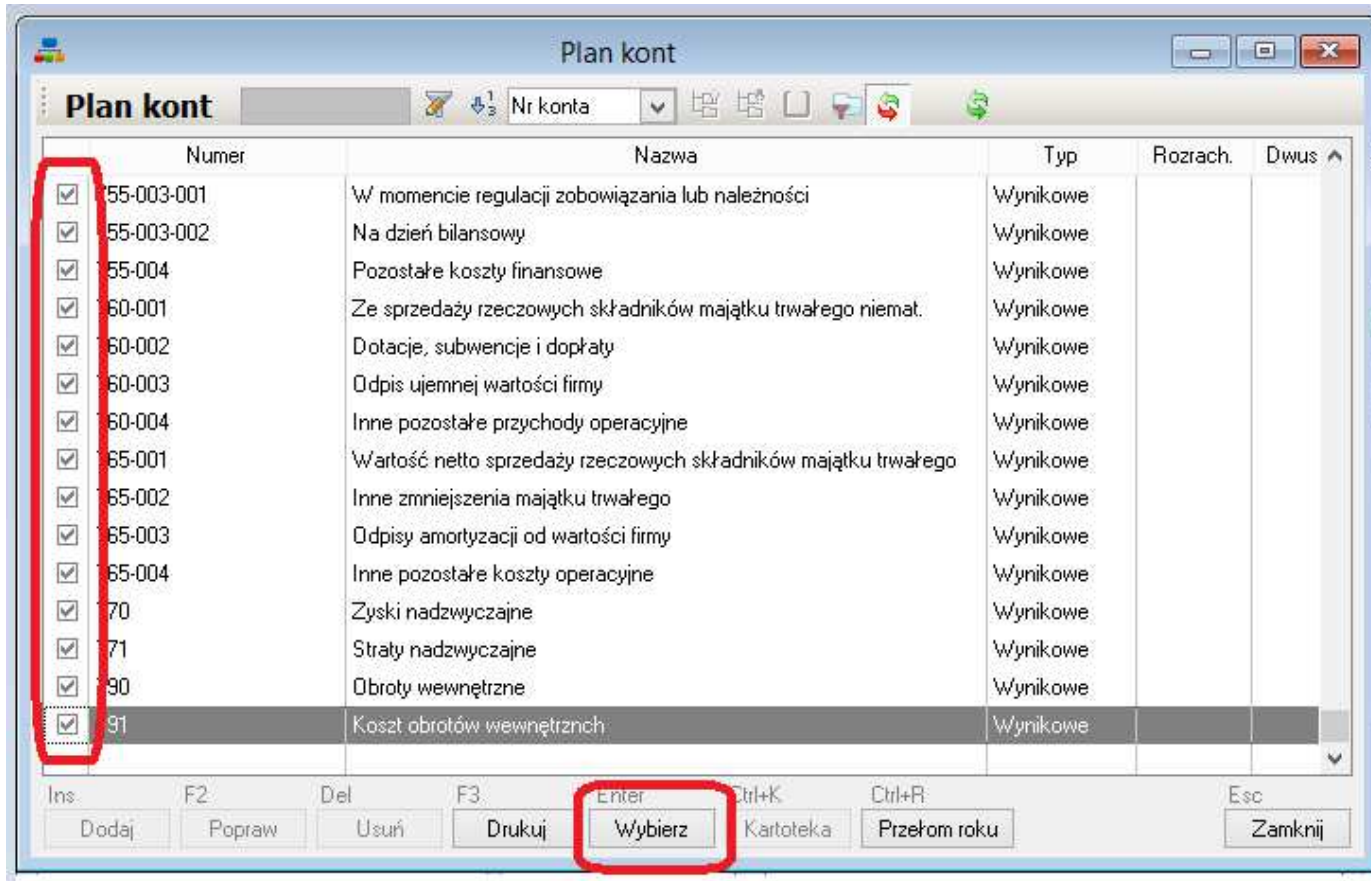 Plan kont
Plan kont Nr konta
Numer Nazwa Typ Rozrach. Dwus
55-003-001 W momencie regulacji zobowiązania lub należności Wynikowe
55-003-002 Na dzień bilansowy Wynikowe
55-004 Pozostałe koszty finansowe Wynikowe
60-001 Ze sprzedaży rzeczowych składników majątku trwałego niemat. Wynikowe
60-002 Dotacje, subwencje i dopłaty Wynikowe
60-003 Odpis ujemnej wartości firmy Wynikowe
60-004 Inne pozostałe przychody operacyjne Wynikowe
65-001 Wartość netto sprzedaży rzeczowych składników majątku trwałego Wynikowe
65-002 Inne zmniejszenia majątku trwałego Wynikowe
65-003 Odpisy amortyzacji od wartości firmy Wynikowe
65-004 Inne pozostałe koszty operacyjne Wynikowe
70 Zyski nadzwyczajne Wynikowe
71 Straty nadzwyczajne Wynikowe
90 Obroty wewnętrzne Wynikowe
91 Koszt obrotów wewnętrznch Wynikowe
Ins F2 Del F3 Enter Ctrl+K Ctrl+R Esc
Dodaj Popraw Usuń Drukuj Wybierz Kartoteka Przełom roku Zamknij